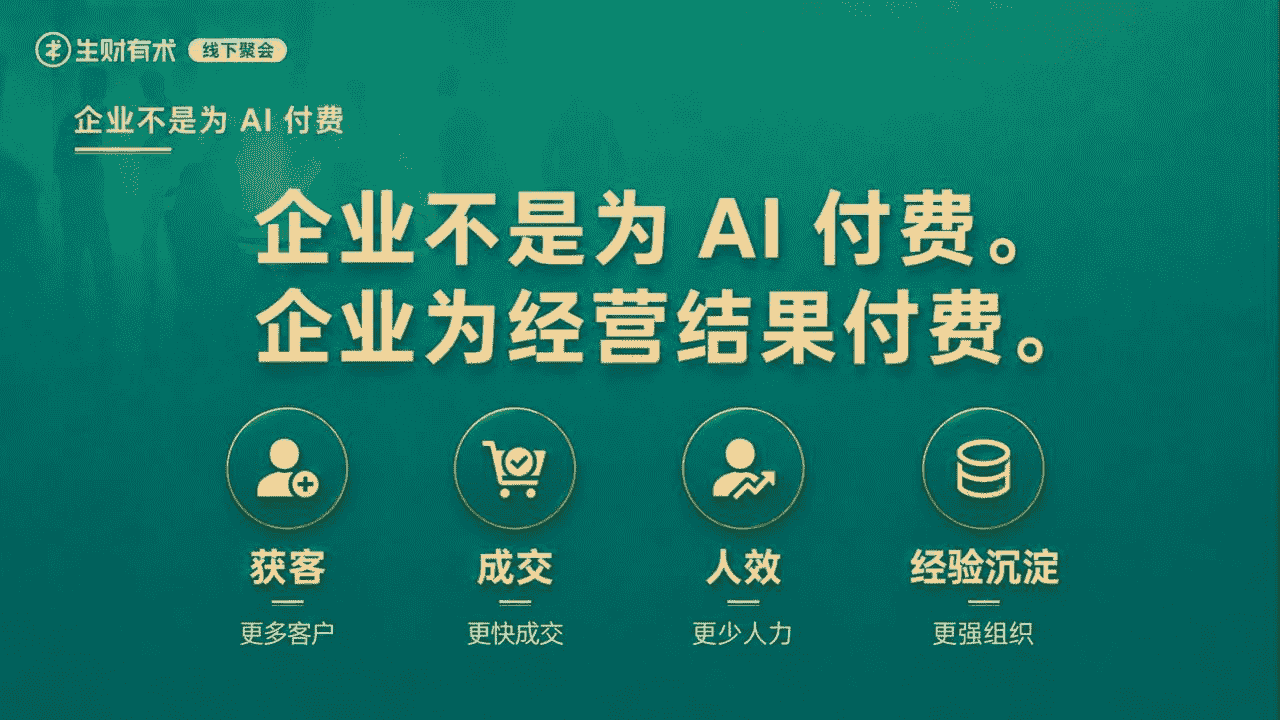 生财有术 线下聚会
企业不是为 AI 付费
企业不是为 AI 付费。
企业为经营结果付费。
获客 成交 人效 经验沉淀
更多客户 更快成交 更少人力 更强组织